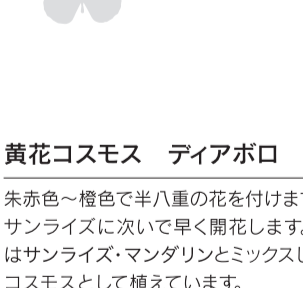 黄花コスモス　ディアボロ
朱赤色～橙色で半八重の花を付けま
サンライズに次いで早く開花します。
はサンライズ・マンダリンとミックスし
コスモスとして植えています。